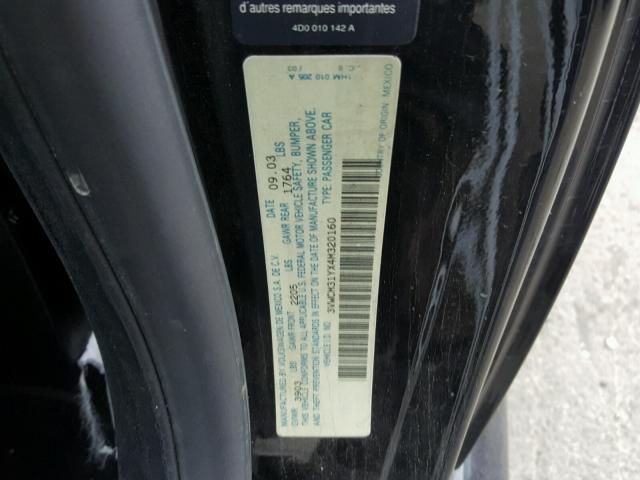 d'autres remarques importantes
4D0 010 142 A
1HM 010 205 A
MANUFACTURED BY: VOLKSWAGEN DE MEXICO S.A. DE C.V. DATE 09.03
GVWR 3903 LBS GAWR FRONT 2205 LBS GAWR REAR 1764 LBS
THIS VEHICLE CONFORMS TO ALL APPLICABLE U.S. FEDERAL MOTOR VEHICLE SAFETY, BUMPER,
AND THEFT PREVENTION STANDARDS IN EFFECT ON THE DATE OF MANUFACTURE SHOWN ABOVE.
VEHICLE I.D. NO. 3VWCM31YX4M320160 TYPE: PASSENGER CAR
COUNTRY OF ORIGIN MEXICO